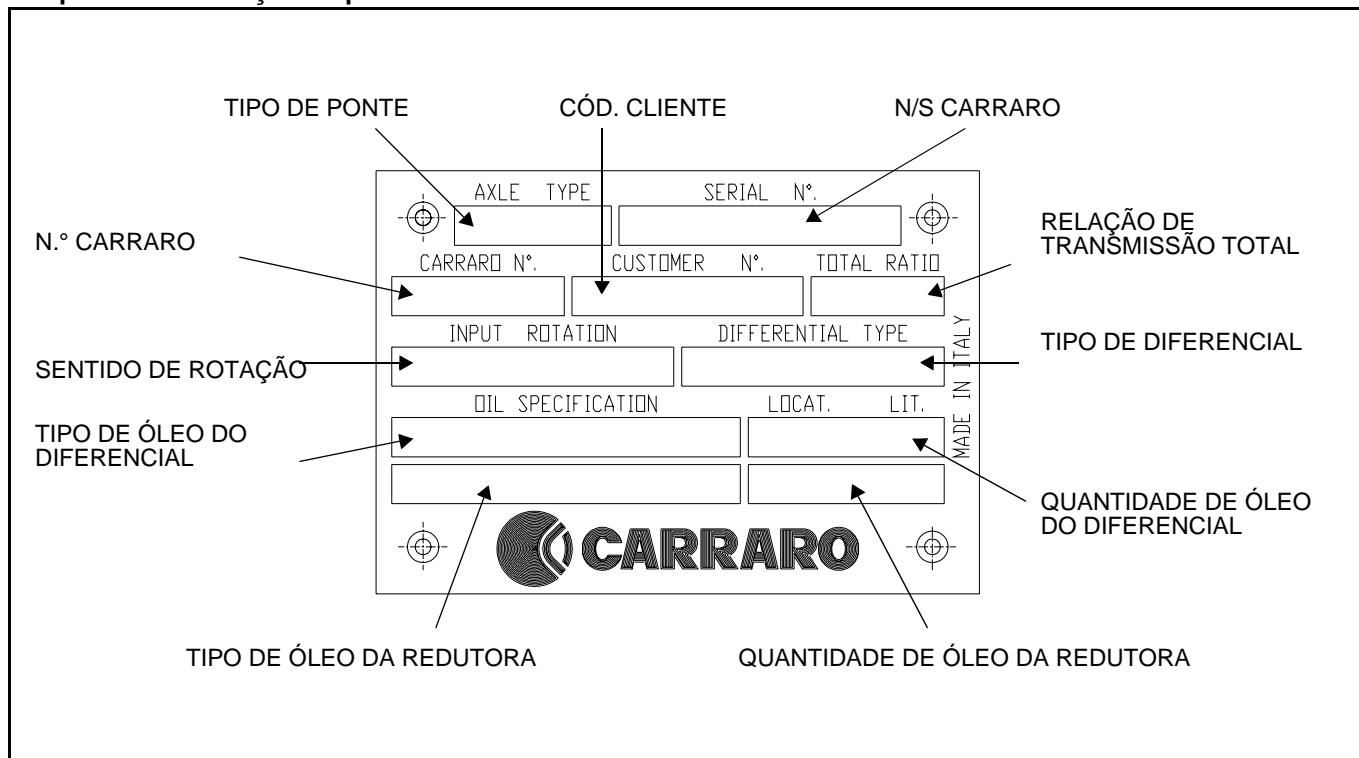 TIPO DE PONTE CÓD. CLIENTE N/S CARRARO
AXLE TYPE SERIAL N°.
N.° CARRARO
RELAÇÃO DE
TRANSMISSÃO TOTAL
CARRARO N°. CUSTOMER N°. TOTAL RATIO
INPUT ROTATION DIFFERENTIAL TYPE
MADE IN ITALY
SENTIDO DE ROTAÇÃO
TIPO DE DIFERENCIAL
OIL SPECIFICATION LOCAT. LIT.
TIPO DE ÓLEO DO
DIFERENCIAL
QUANTIDADE DE ÓLEO
DO DIFERENCIAL
CARRARO
TIPO DE ÓLEO DA REDUTORA QUANTIDADE DE ÓLEO DA REDUTORA